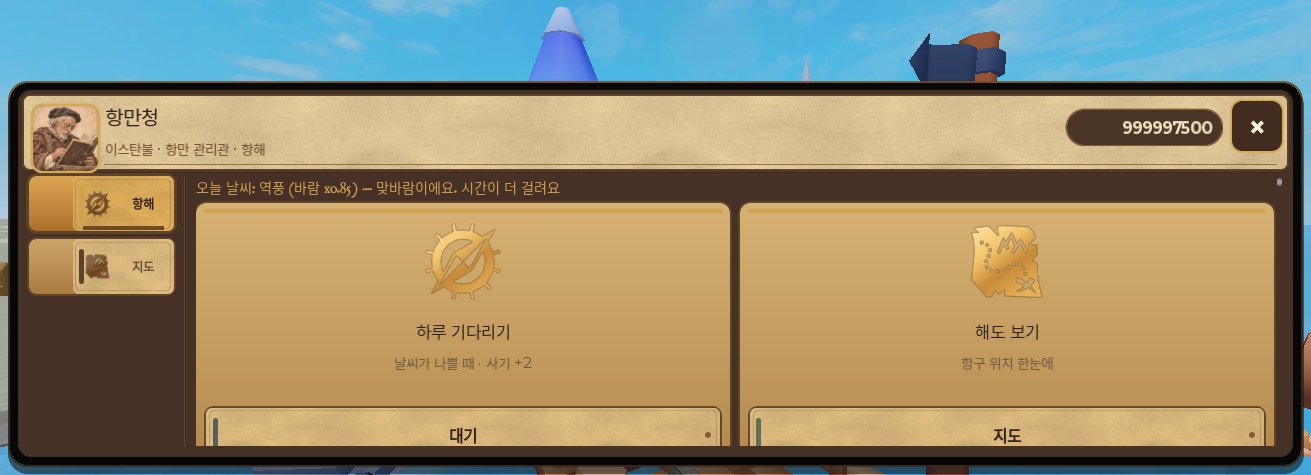 항만청
이스탄불 · 항만 관리관 · 항해
999997500
항해
지도
오늘 날씨: 역풍 (바람 x0.85) – 맞바람이에요. 시간이 더 걸려요
하루 기다리기
날씨가 나쁠 때 · 사기 +2
대기
해도 보기
항구 위치 한눈에
지도